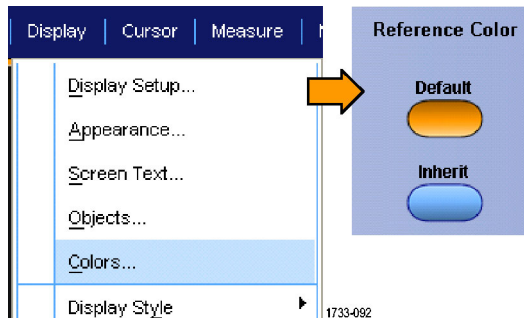 Display Cursor Measure
Display Setup...
Appearance...
Screen Text...
Objects...
Colors...
Display Style
Reference Color
Default
Inherit
1733-092